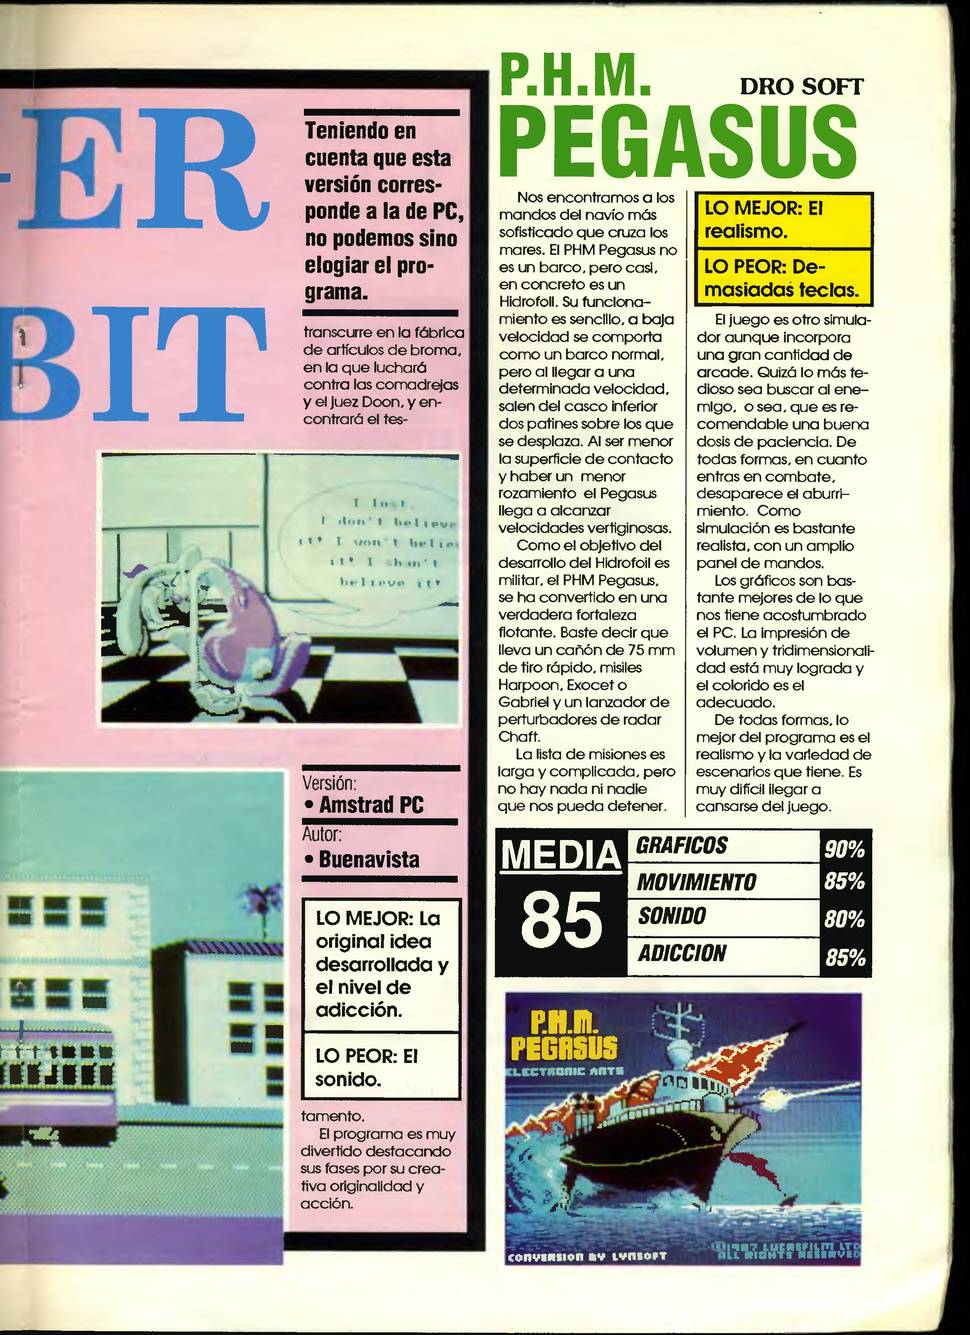 ER
BIT
Teniendo en
cuenta que esta
versión corres-
ponde a la de PC,
no podemos sino
elogiar el pro-
grama.
transcurre en la fábrica
de artículos de broma,
en la que luchará
contra las comadrejas
y el juez Doon, y en-
contrará el tes-
I lost.
I don't believe
it! I won't belie
it! I shan't
believe it!
Versión:
• Amstrad PC
Autor:
• Buenavista
LO MEJOR: La
original idea
desarrollada y
el nivel de
adicción.
LO PEOR: El
sonido.
tamento.
El programa es muy
divertido destacando
sus fases por su crea-
tiva originalidad y
acción.
P.H.M.
DRO SOFT
PEGASUS
Nos encontramos a los
mandos del navío más
sofisticado que cruza los
mares. El PHM Pegasus no
es un barco, pero casi,
en concreto es un
Hidrofoil. Su funciona-
miento es sencillo, a baja
velocidad se comporta
como un barco normal,
pero al llegar a una
determinada velocidad,
salen del casco inferior
dos patines sobre los que
se desplaza. Al ser menor
la superficie de contacto
y haber un menor
rozamiento el Pegasus
llega a alcanzar
velocidades vertiginosas.
Como el objetivo del
desarrollo del Hidrofoil es
militar, el PHM Pegasus,
se ha convertido en una
verdadera fortaleza
flotante. Baste decir que
lleva un cañón de 75 mm
de tiro rápido, misiles
Harpoon, Exocet o
Gabriel y un lanzador de
perturbadores de radar
Chaft.
La lista de misiones es
larga y complicada, pero
no hay nada ni nadie
que nos pueda detener.
LO MEJOR: El
realismo.
LO PEOR: De-
masiadas teclas.
El juego es otro simula-
dor aunque incorpora
una gran cantidad de
arcade. Quizá lo más te-
dioso sea buscar al ene-
migo, o sea, que es re-
comendable una buena
dosis de paciencia. De
todas formas, en cuanto
entras en combate,
desaparece el aburri-
miento. Como
simulación es bastante
realista, con un amplio
panel de mandos.
Los gráficos son bas-
tante mejores de lo que
nos tiene acostumbrado
el PC. La impresión de
volumen y tridimensionali-
dad está muy lograda y
el colorido es el
adecuado.
De todas formas, lo
mejor del programa es el
realismo y la variedad de
escenarios que tiene. Es
muy difícil llegar a
cansarse del juego.
MEDIA
85
GRAFICOS 90%
MOVIMIENTO 85%
SONIDO 80%
ADICCION 85%
P.H.M.
PEGASUS
ELECTRONIC ARTS
CONVERSION BY LYNSOFT
©1987 LUCASFILM LTD
ALL RIGHTS RESERVED